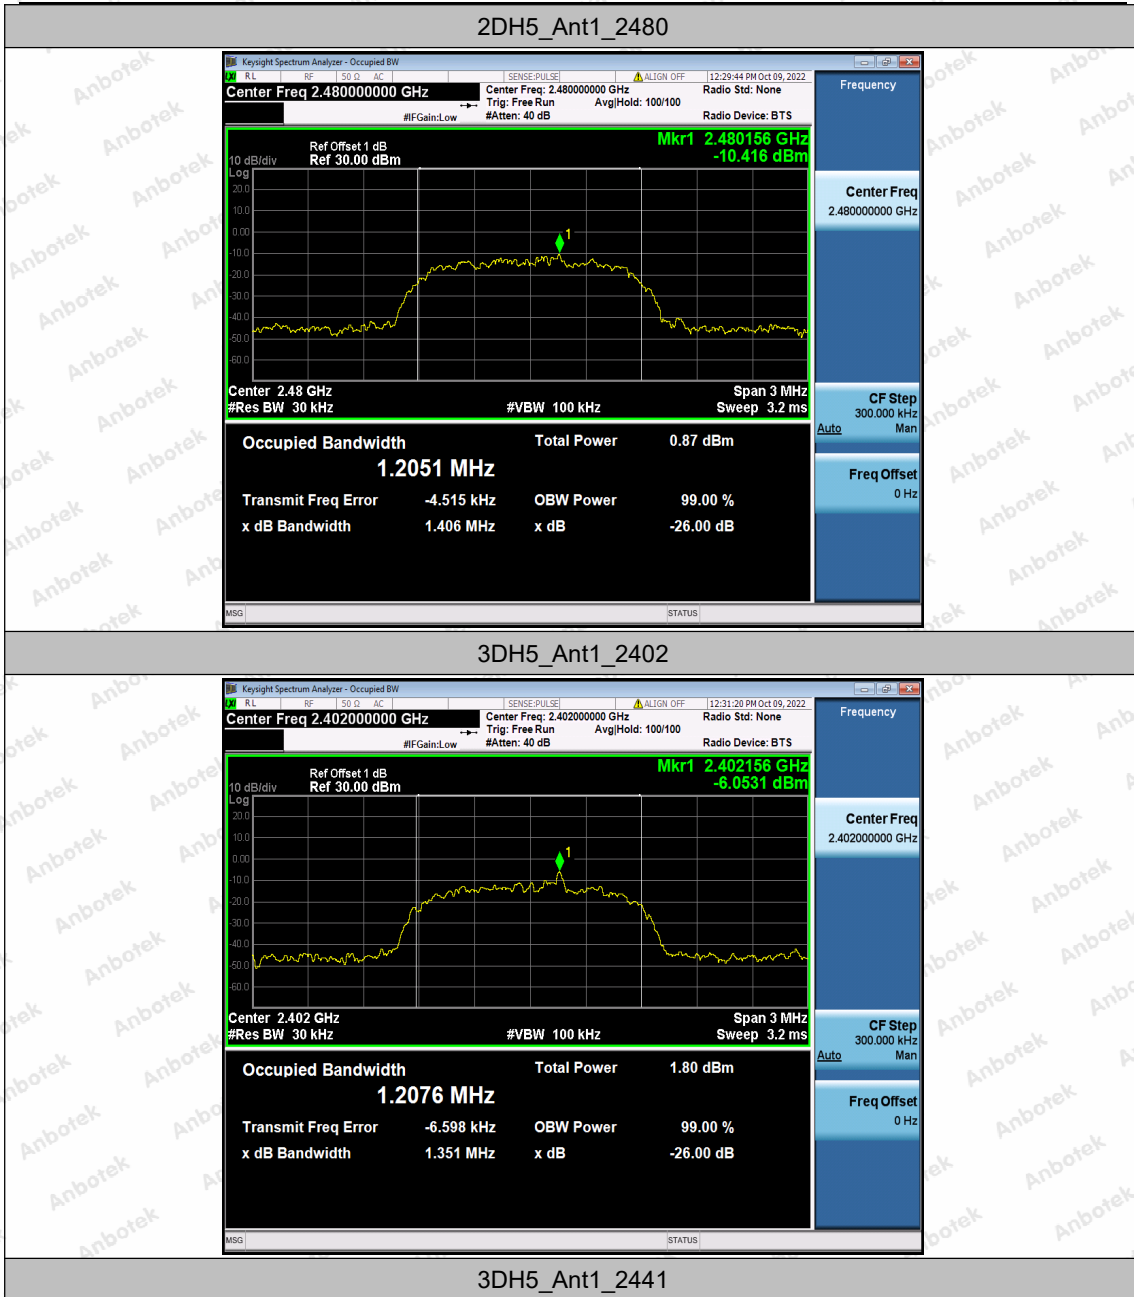 2DH5_Ant1_2480
Keysight Spectrum Analyzer - Occupied BW
LXI RL RF 50 Ω AC SENSE:PULSE ALIGN OFF 12:29:44 PM Oct 09, 2022
Center Freq 2.480000000 GHz
Center Freq: 2.480000000 GHz Radio Std: None
Trig: Free Run Avg|Hold: 100/100
#IFGain:Low #Atten: 40 dB Radio Device: BTS
Frequency
Mkr1 2.480156 GHz
-10.416 dBm
Ref Offset 1 dB
10 dB/div Ref 30.00 dBm
Log
20.0
10.0
0.00
-10.0
-20.0
-30.0
-40.0
-50.0
-60.0
1
Center 2.48 GHz Span 3 MHz
#Res BW 30 kHz #VBW 100 kHz Sweep 3.2 ms
Center Freq
2.480000000 GHz
CF Step
300.000 kHz
Auto Man
Freq Offset
0 Hz
Occupied Bandwidth Total Power 0.87 dBm
1.2051 MHz
Transmit Freq Error -4.515 kHz OBW Power 99.00 %
x dB Bandwidth 1.406 MHz x dB -26.00 dB
MSG STATUS
3DH5_Ant1_2402
Keysight Spectrum Analyzer - Occupied BW
LXI RL RF 50 Ω AC SENSE:PULSE ALIGN OFF 12:31:20 PM Oct 09, 2022
Center Freq 2.402000000 GHz
Center Freq: 2.402000000 GHz Radio Std: None
Trig: Free Run Avg|Hold: 100/100
#IFGain:Low #Atten: 40 dB Radio Device: BTS
Frequency
Mkr1 2.402156 GHz
-6.0531 dBm
Ref Offset 1 dB
10 dB/div Ref 30.00 dBm
Log
20.0
10.0
0.00
-10.0
-20.0
-30.0
-40.0
-50.0
-60.0
1
Center 2.402 GHz Span 3 MHz
#Res BW 30 kHz #VBW 100 kHz Sweep 3.2 ms
Center Freq
2.402000000 GHz
CF Step
300.000 kHz
Auto Man
Freq Offset
0 Hz
Occupied Bandwidth Total Power 1.80 dBm
1.2076 MHz
Transmit Freq Error -6.598 kHz OBW Power 99.00 %
x dB Bandwidth 1.351 MHz x dB -26.00 dB
MSG STATUS
3DH5_Ant1_2441
Anbotek